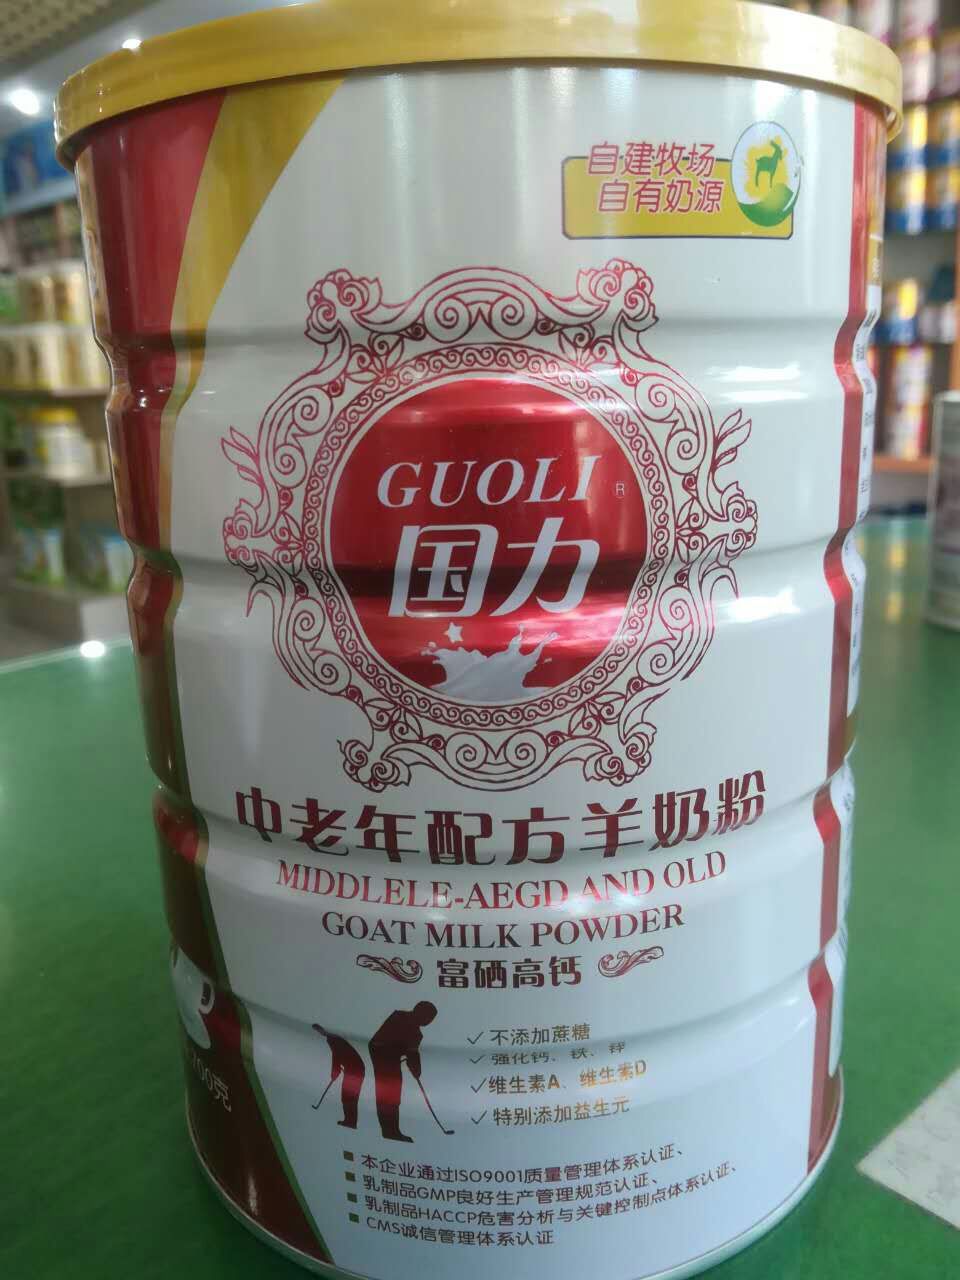 自建牧场
自有奶源
GUOLI
®
国力
中老年配方羊奶粉
MIDDLELE-AEGD AND OLD
GOAT MILK POWDER
富硒高钙
✓不添加蔗糖
✓强化钙、铁、锌
✓维生素A、维生素D
✓特别添加益生元
本企业通过ISO9001质量管理体系认证、
乳制品GMP良好生产管理规范认证、
乳制品HACCP危害分析与关键控制点体系认证、
CMS诚信管理体系认证